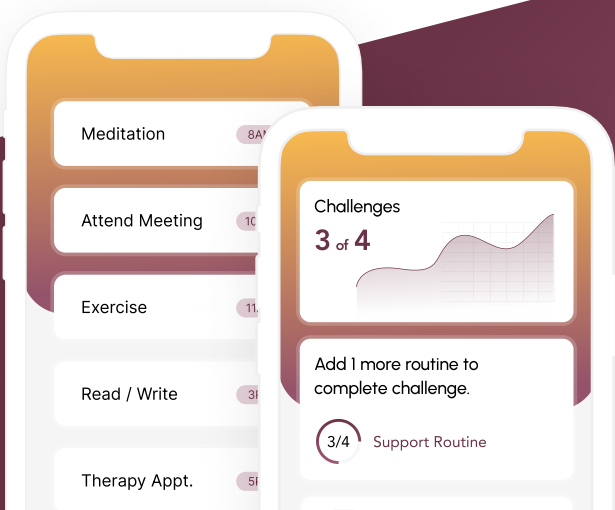 Meditation
Attend Meeting
Exercise
Read / Write
Therapy Appt.
Challenges
3 of 4
Add 1 more routine to
complete challenge.
3/4 Support Routine